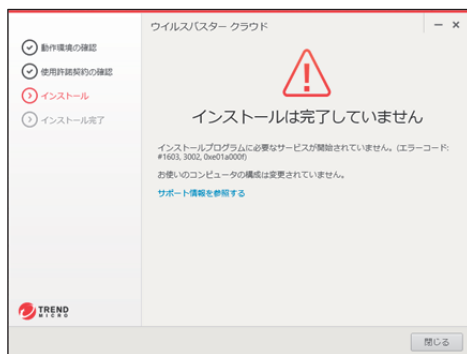 ウイルスバスター クラウド
動作環境の確認
使用許諾契約の確認
インストール
インストール完了
インストールは完了していません
インストールプログラムに必要なサービスが開始されていません。(エラーコード:
#1603, 3002, 0xe01a000f)
お使いのコンピュータの構成は変更されていません。
サポート情報を参照する
TREND
MICRO
閉じる